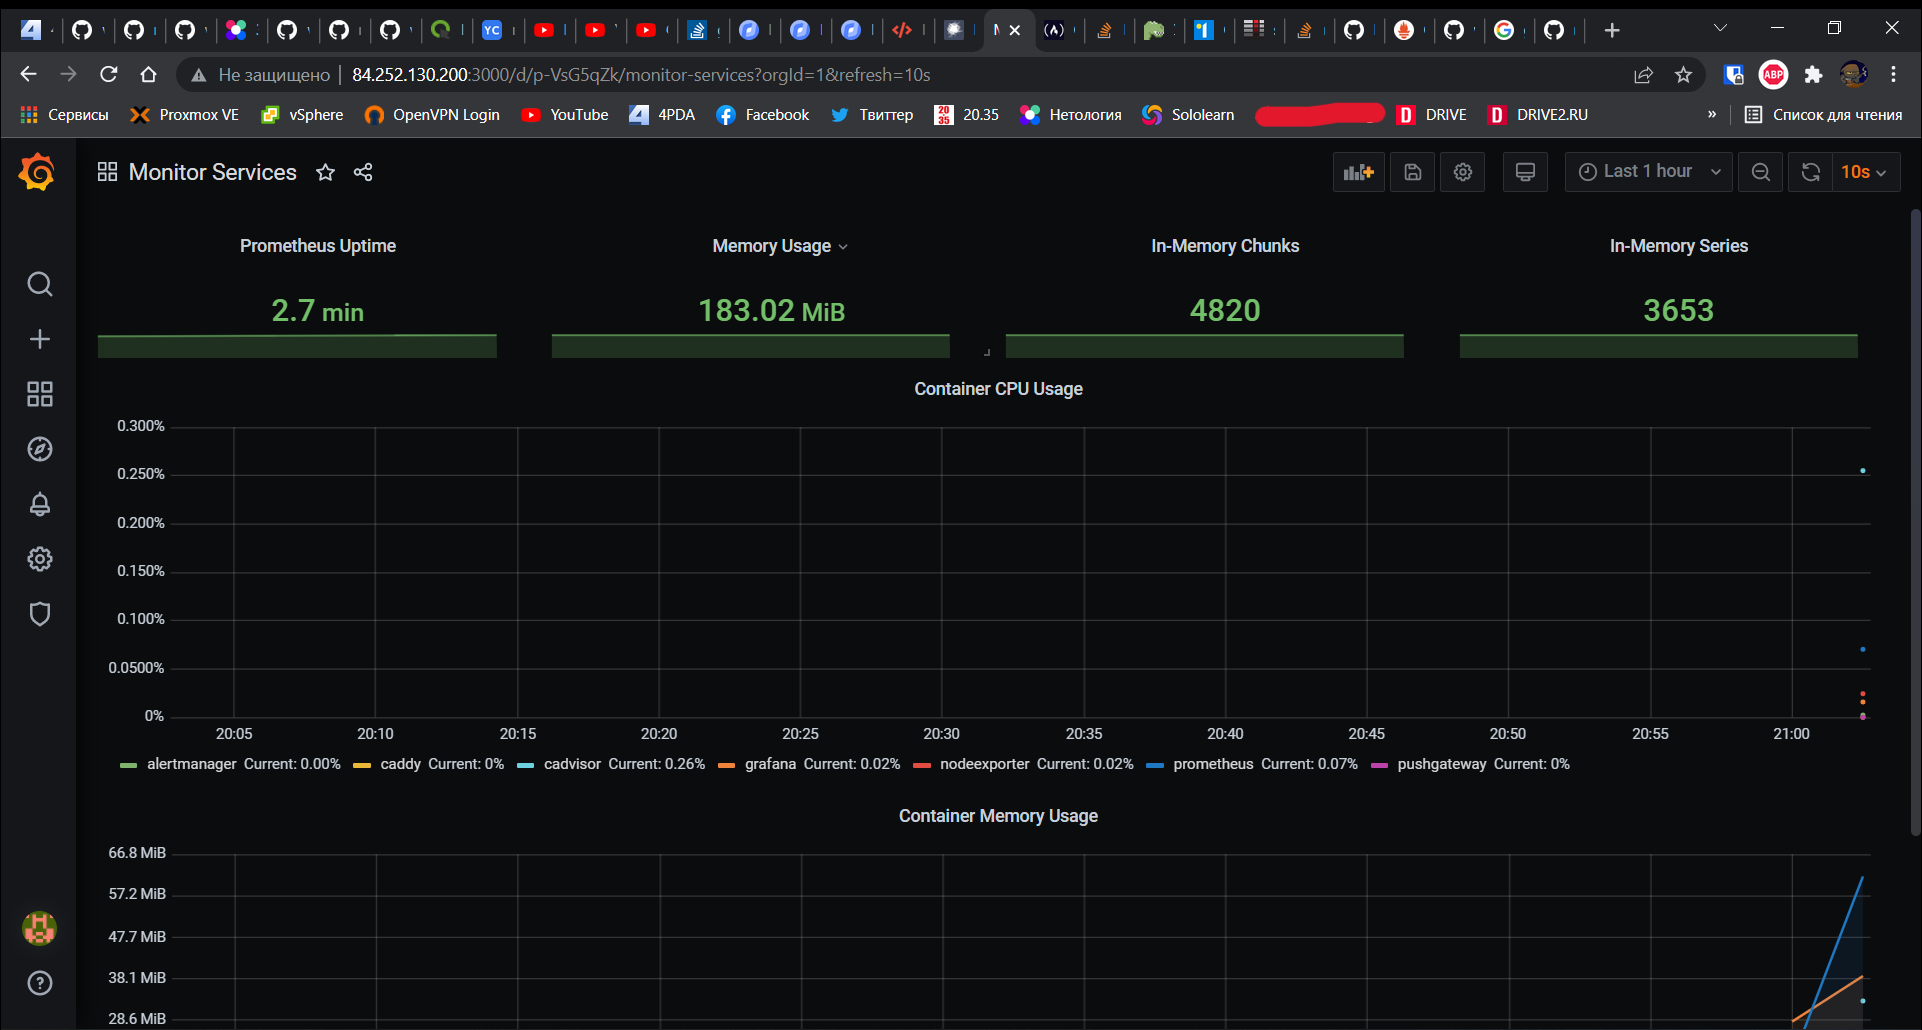 Не защищено 84.252.130.200:3000/d/p-VsG5qZk/monitor-services?orgId=1&refresh=10s
ABP
Сервисы Proxmox VE vSphere OpenVPN Login YouTube 4PDA Facebook Твиттер 20.35 Нетология Sololearn DRIVE DRIVE2.RU » Список для чтения
Monitor Services Last 1 hour 10s
Prometheus Uptime Memory Usage In-Memory Chunks In-Memory Series
2.7 min 183.02 MiB 4820 3653
Container CPU Usage
0.300%
0.250%
0.200%
0.150%
0.100%
0.0500%
0%
20:05 20:10 20:15 20:20 20:25 20:30 20:35 20:40 20:45 20:50 20:55 21:00
alertmanager Current: 0.00% caddy Current: 0% cadvisor Current: 0.26% grafana Current: 0.02% nodeexporter Current: 0.02% prometheus Current: 0.07% pushgateway Current: 0%
Container Memory Usage
66.8 MiB
57.2 MiB
47.7 MiB
38.1 MiB
28.6 MiB